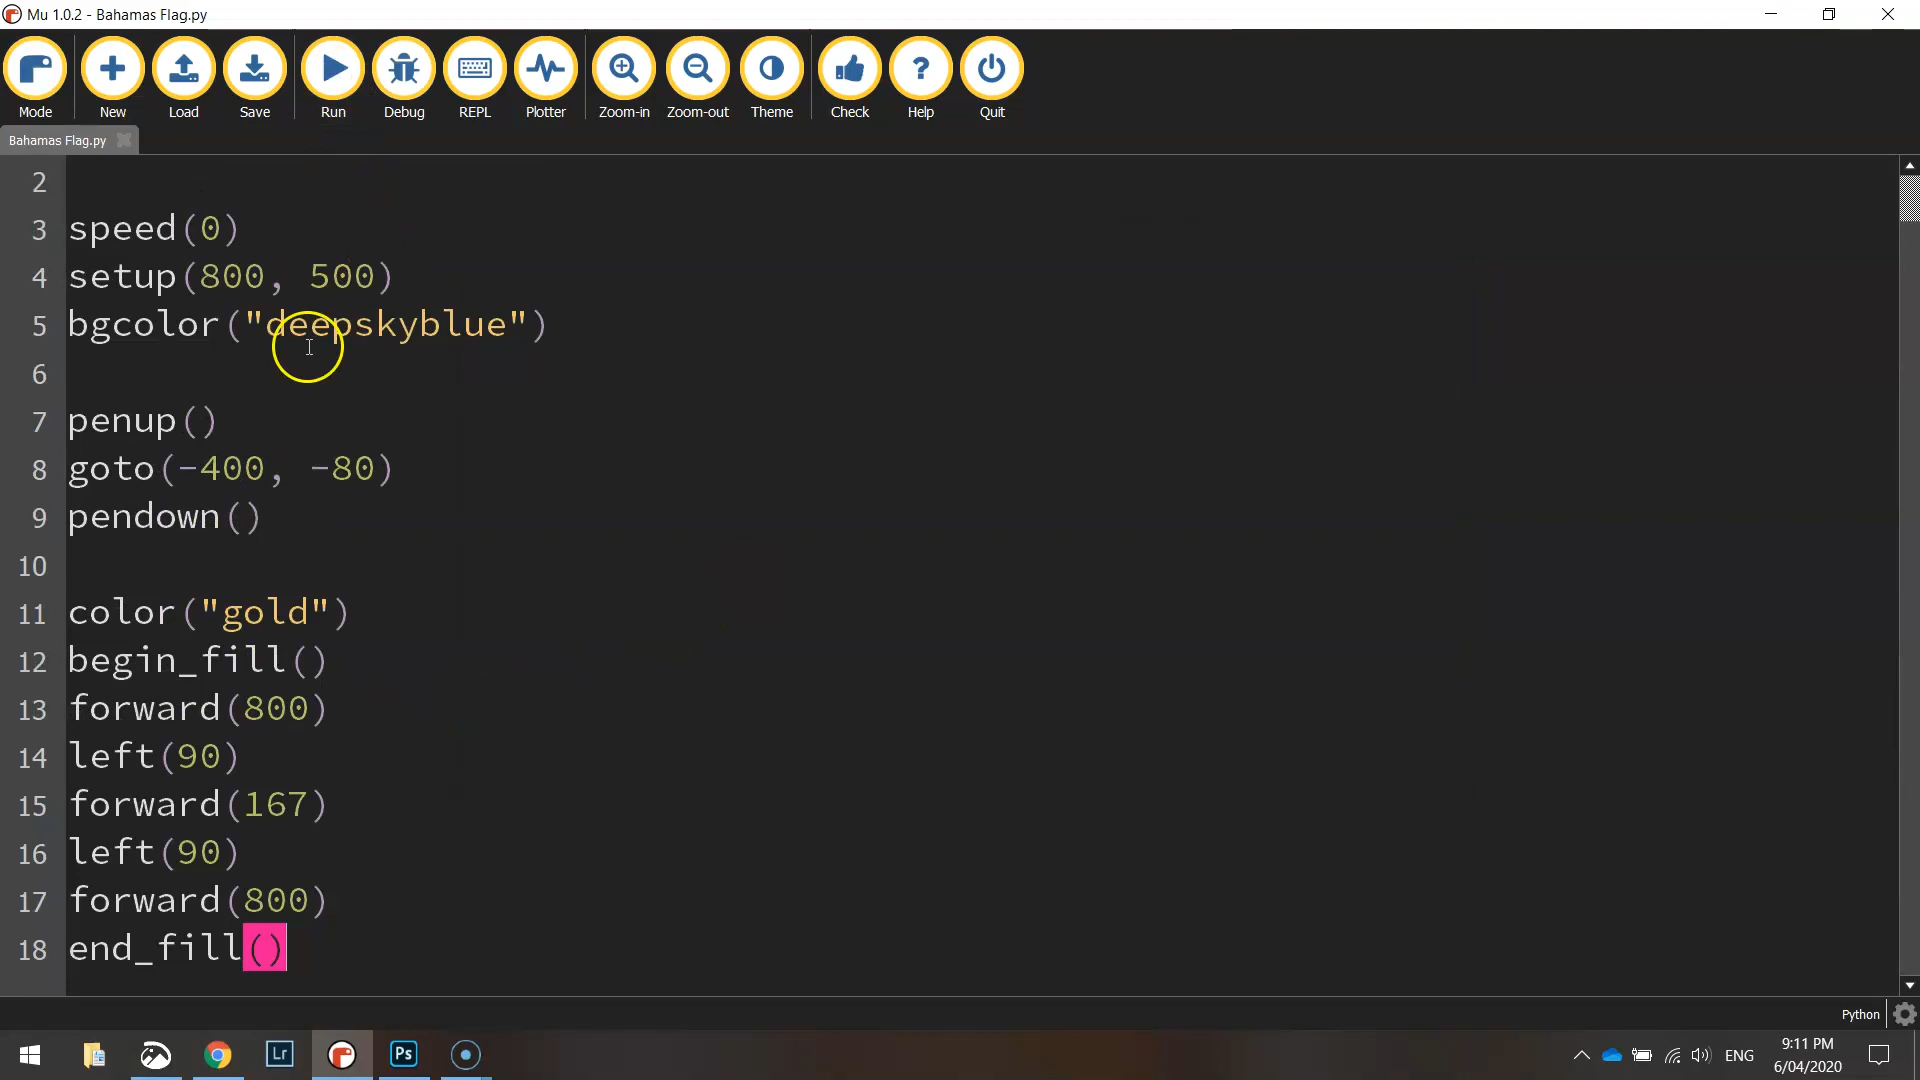 Mu 1.0.2 - Bahamas Flag.py
Mode New Load Save Run Debug REPL Plotter Zoom-in Zoom-out Theme Check Help Quit
Bahamas Flag.py
2
3 speed(0)
4 setup(800, 500)
5 bgcolor("deepskyblue")
6
7 penup()
8 goto(-400, -80)
9 pendown()
10
11 color("gold")
12 begin_fill()
13 forward(800)
14 left(90)
15 forward(167)
16 left(90)
17 forward(800)
18 end_fill()
Python
Lr Ps ENG 9:11 PM
6/04/2020